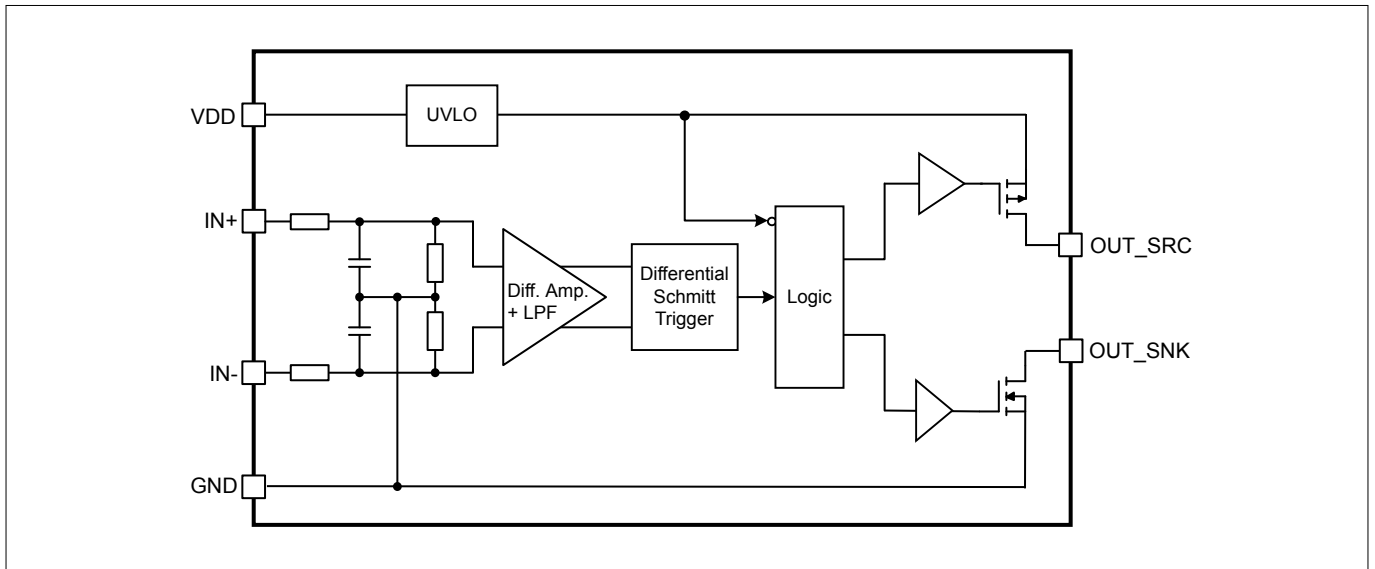 VDD
UVLO
IN+
OUT_SRC
Diff. Amp.
+ LPF
Differential
Schmitt
Trigger
Logic
OUT_SNK
IN-
GND